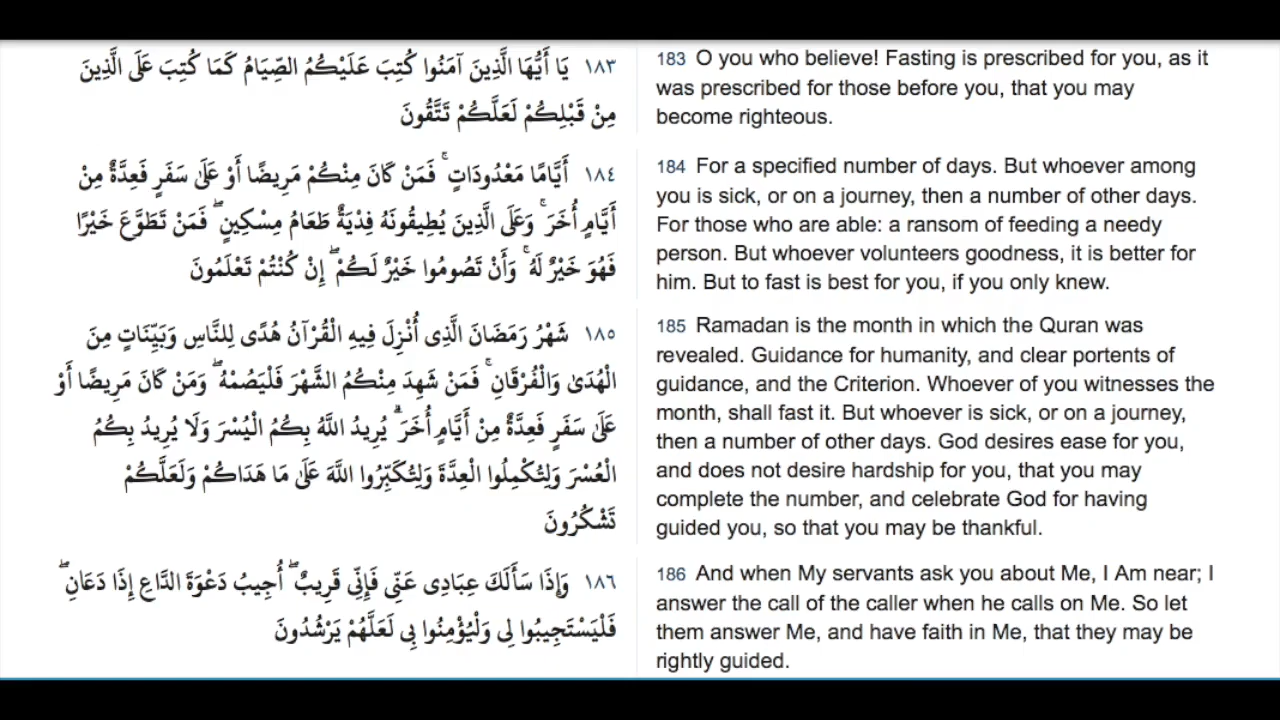 ١٨٣ يَا أَيُّهَا الَّذِينَ آمَنُوا كُتِبَ عَلَيْكُمُ الصِّيَامُ كَمَا كُتِبَ عَلَى الَّذِينَ
مِنْ قَبْلِكُمْ لَعَلَّكُمْ تَتَّقُونَ
183 O you who believe! Fasting is prescribed for you, as it
was prescribed for those before you, that you may
become righteous.
١٨٤ أَيَّامًا مَعْدُودَاتٍ ۚ فَمَنْ كَانَ مِنْكُمْ مَرِيضًا أَوْ عَلَىٰ سَفَرٍ فَعِدَّةٌ مِنْ
أَيَّامٍ أُخَرَ ۚ وَعَلَى الَّذِينَ يُطِيقُونَهُ فِدْيَةٌ طَعَامُ مِسْكِينٍ ۖ فَمَنْ تَطَوَّعَ خَيْرًا
فَهُوَ خَيْرٌ لَهُ ۚ وَأَنْ تَصُومُوا خَيْرٌ لَكُمْ ۖ إِنْ كُنْتُمْ تَعْلَمُونَ
184 For a specified number of days. But whoever among
you is sick, or on a journey, then a number of other days.
For those who are able: a ransom of feeding a needy
person. But whoever volunteers goodness, it is better for
him. But to fast is best for you, if you only knew.
١٨٥ شَهْرُ رَمَضَانَ الَّذِي أُنْزِلَ فِيهِ الْقُرْآنُ هُدًى لِلنَّاسِ وَبَيِّنَاتٍ مِنَ
الْهُدَىٰ وَالْفُرْقَانِ ۚ فَمَنْ شَهِدَ مِنْكُمُ الشَّهْرَ فَلْيَصُمْهُ ۖ وَمَنْ كَانَ مَرِيضًا أَوْ
عَلَىٰ سَفَرٍ فَعِدَّةٌ مِنْ أَيَّامٍ أُخَرَ ۗ يُرِيدُ اللَّهُ بِكُمُ الْيُسْرَ وَلَا يُرِيدُ بِكُمُ
الْعُسْرَ وَلِتُكْمِلُوا الْعِدَّةَ وَلِتُكَبِّرُوا اللَّهَ عَلَىٰ مَا هَدَاكُمْ وَلَعَلَّكُمْ
تَشْكُرُونَ
185 Ramadan is the month in which the Quran was
revealed. Guidance for humanity, and clear portents of
guidance, and the Criterion. Whoever of you witnesses the
month, shall fast it. But whoever is sick, or on a journey,
then a number of other days. God desires ease for you,
and does not desire hardship for you, that you may
complete the number, and celebrate God for having
guided you, so that you may be thankful.
١٨٦ وَإِذَا سَأَلَكَ عِبَادِي عَنِّي فَإِنِّي قَرِيبٌ ۖ أُجِيبُ دَعْوَةَ الدَّاعِ إِذَا دَعَانِ ۖ
فَلْيَسْتَجِيبُوا لِي وَلْيُؤْمِنُوا بِي لَعَلَّهُمْ يَرْشُدُونَ
186 And when My servants ask you about Me, I Am near; I
answer the call of the caller when he calls on Me. So let
them answer Me, and have faith in Me, that they may be
rightly guided.